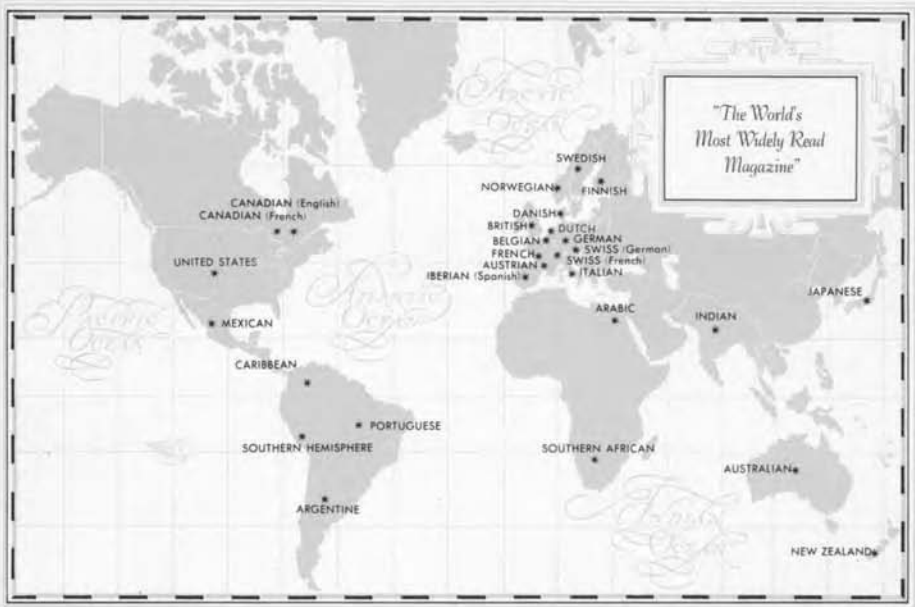 "The World's
Most Widely Read
Magazine"
Arctic
Ocean
SWEDISH
NORWEGIAN
FINNISH
CANADIAN (English)
CANADIAN (French)
DANISH
BRITISH
DUTCH
BELGIAN
GERMAN
SWISS (German)
FRENCH
SWISS (French)
UNITED STATES
AUSTRIAN
IBERIAN (Spanish)
ITALIAN
JAPANESE
Atlantic
Ocean
Pacific
Ocean
ARABIC
INDIAN
MEXICAN
CARIBBEAN
PORTUGUESE
SOUTHERN HEMISPHERE
SOUTHERN AFRICAN
AUSTRALIAN
ARGENTINE
Indian
Ocean
NEW ZEALAND